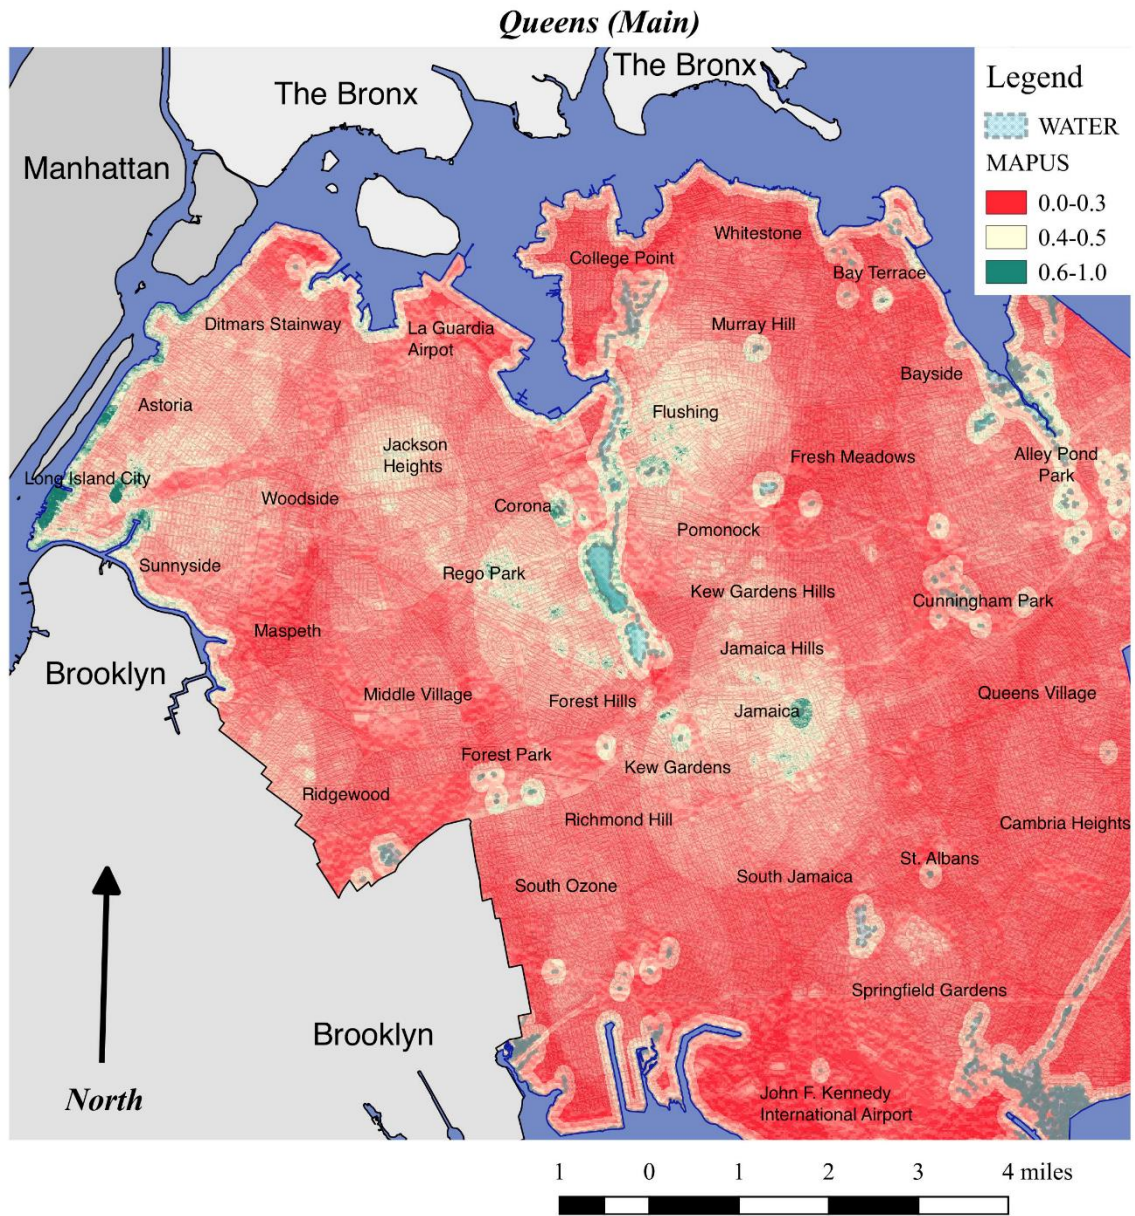 Queens (Main)
The Bronx
The Bronx
Manhattan
Legend
WATER
MAPUS
0.0-0.3
0.4-0.5
0.6-1.0
Whitestone
College Point
Bay Terrace
Ditmars Stainway
La Guardia
Airpot
Murray Hill
Bayside
Astoria
Flushing
Jackson
Heights
Fresh Meadows
Alley Pond
Park
Long Island City
Woodside
Corona
Pomonock
Sunnyside
Rego Park
Kew Gardens Hills
Cunningham Park
Maspeth
Jamaica Hills
Brooklyn
Middle Village
Forest Hills
Jamaica
Queens Village
Forest Park
Kew Gardens
Ridgewood
Richmond Hill
Cambria Heights
St. Albans
South Ozone
South Jamaica
Springfield Gardens
Brooklyn
North
John F. Kennedy
International Airport
1 0 1 2 3 4 miles